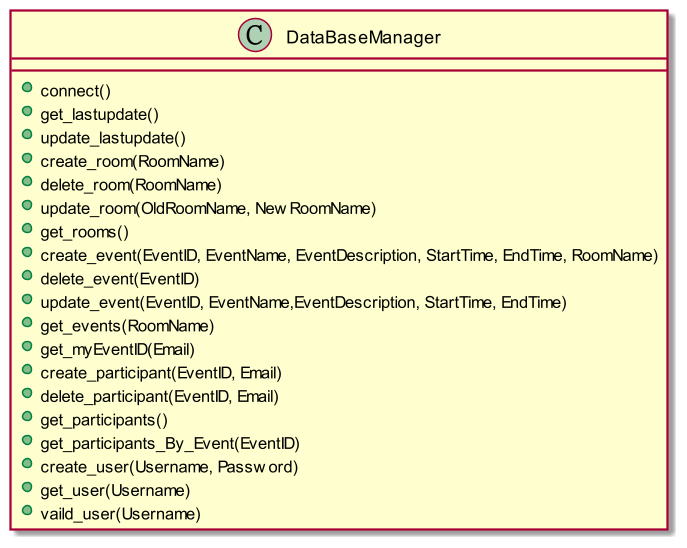 C DataBaseManager
connect()
get_lastupdate()
update_lastupdate()
create_room(RoomName)
delete_room(RoomName)
update_room(OldRoomName, New RoomName)
get_rooms()
create_event(EventID, EventName, EventDescription, StartTime, EndTime, RoomName)
delete_event(EventID)
update_event(EventID, EventName,EventDescription, StartTime, EndTime)
get_events(RoomName)
get_myEventID(Email)
create_participant(EventID, Email)
delete_participant(EventID, Email)
get_participants()
get_participants_By_Event(EventID)
create_user(Username, Password)
get_user(Username)
vaild_user(Username)